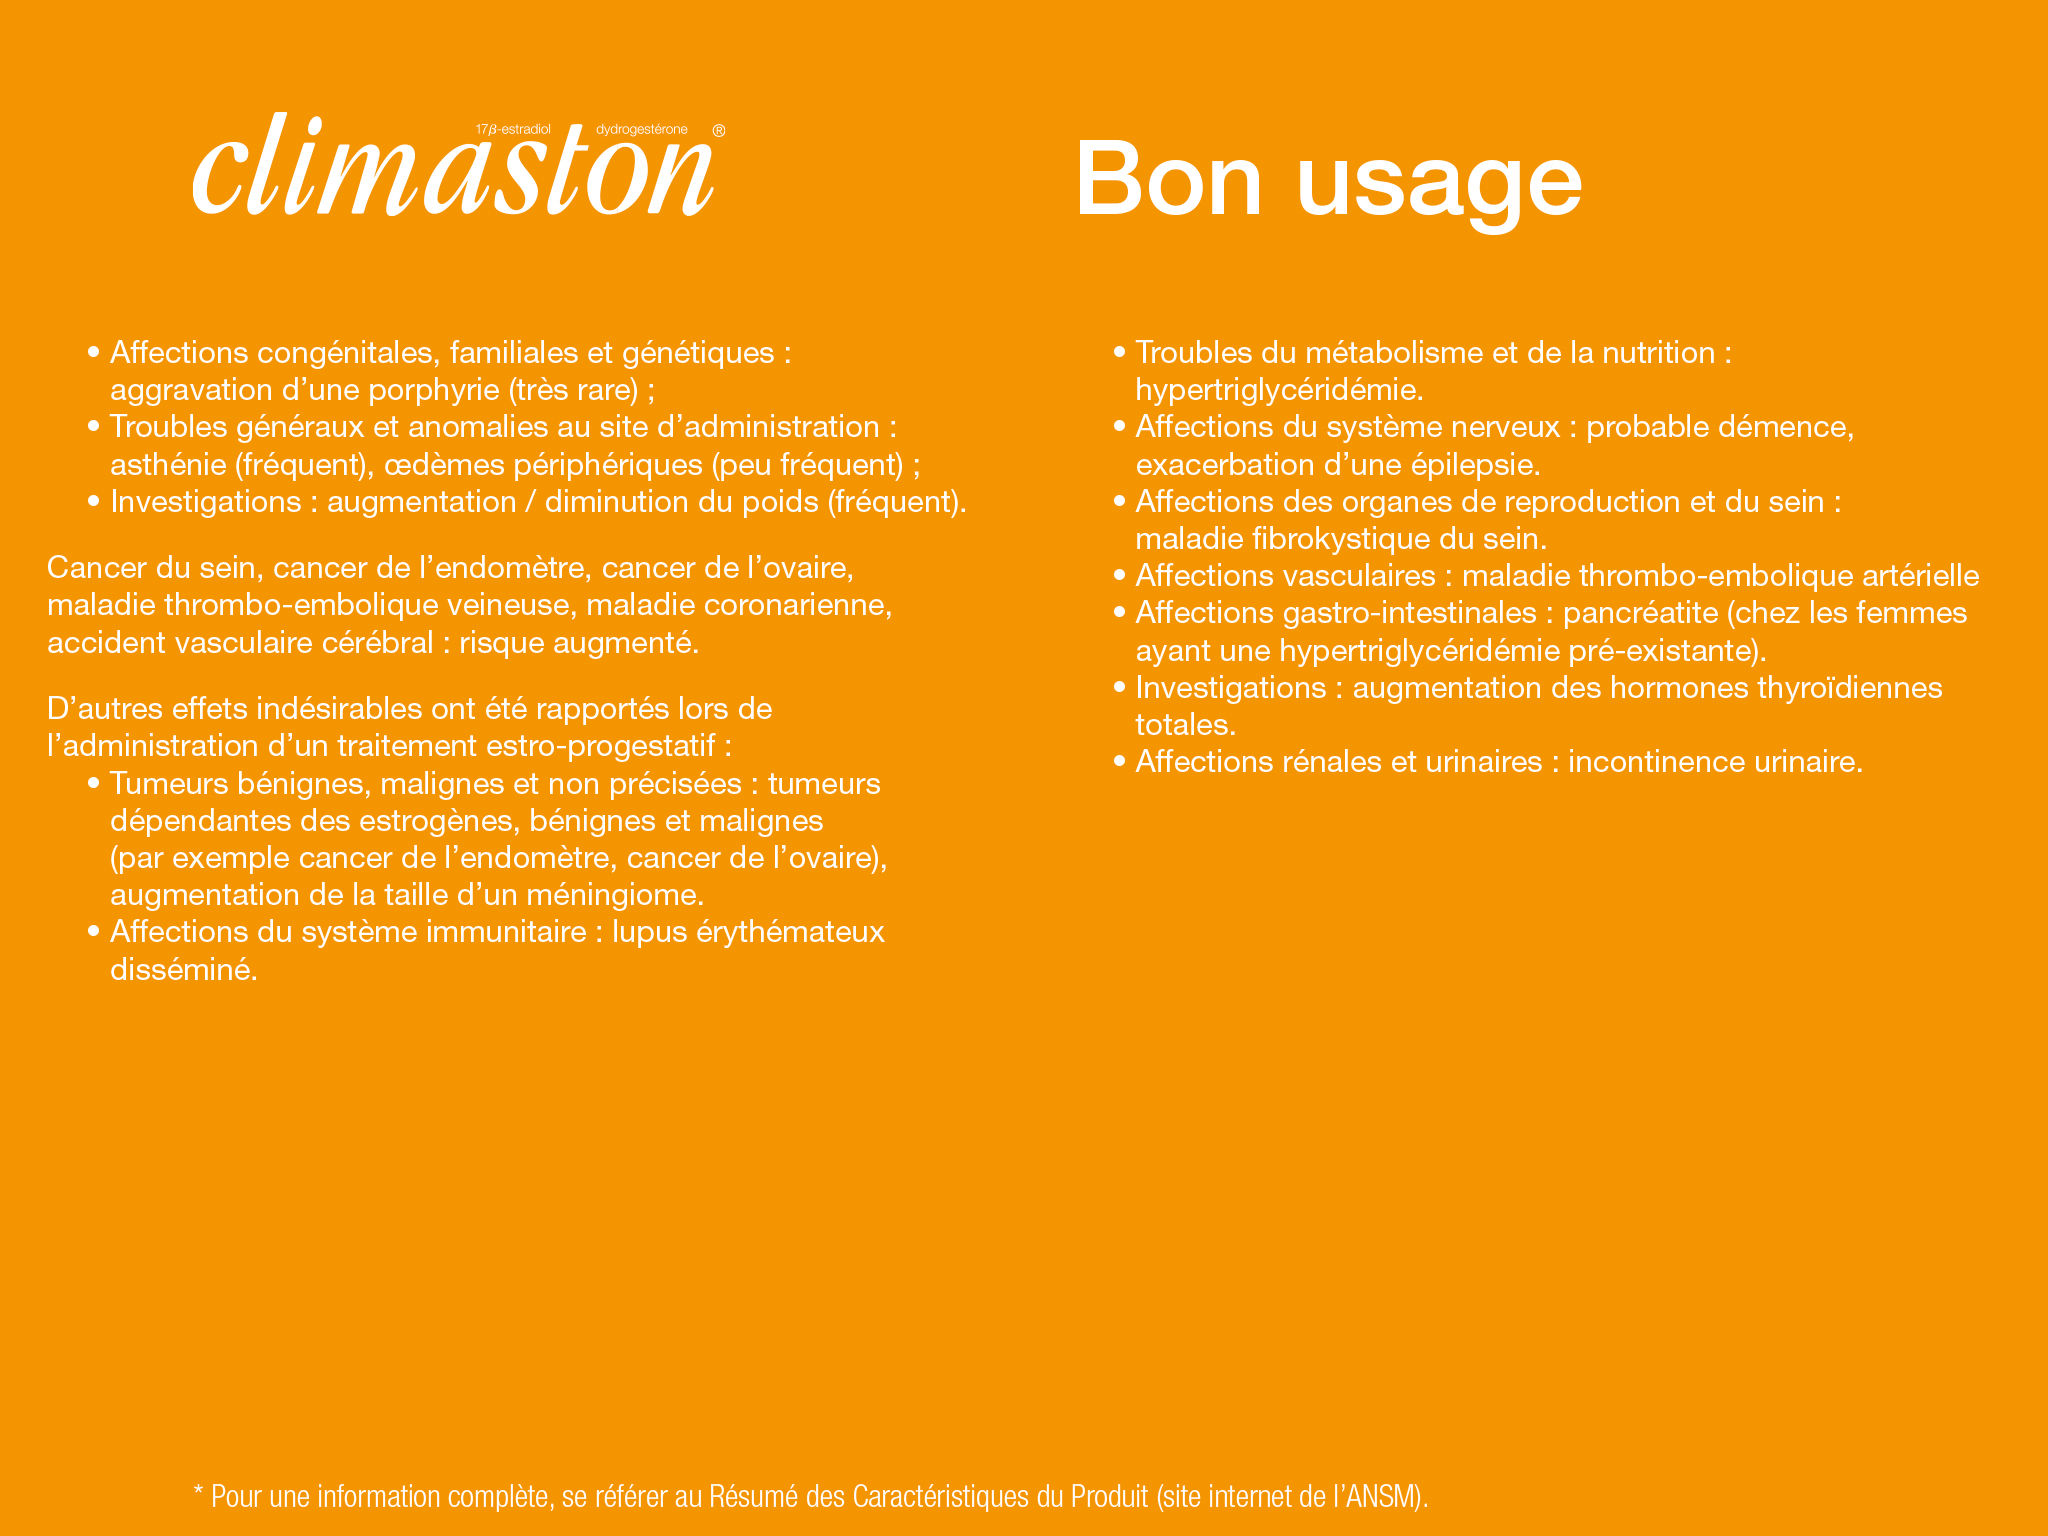 climaston
17β-estradiol dydrogestérone ®
Bon usage
• Affections congénitales, familiales et génétiques :
aggravation d’une porphyrie (très rare) ;
• Troubles généraux et anomalies au site d’administration :
asthénie (fréquent), œdèmes périphériques (peu fréquent) ;
• Investigations : augmentation / diminution du poids (fréquent).
Cancer du sein, cancer de l’endomètre, cancer de l’ovaire,
maladie thrombo-embolique veineuse, maladie coronarienne,
accident vasculaire cérébral : risque augmenté.
D’autres effets indésirables ont été rapportés lors de
l’administration d’un traitement estro-progestatif :
• Tumeurs bénignes, malignes et non précisées : tumeurs
dépendantes des estrogènes, bénignes et malignes
(par exemple cancer de l’endomètre, cancer de l’ovaire),
augmentation de la taille d’un méningiome.
• Affections du système immunitaire : lupus érythémateux
disséminé.
• Troubles du métabolisme et de la nutrition :
hypertriglycéridémie.
• Affections du système nerveux : probable démence,
exacerbation d’une épilepsie.
• Affections des organes de reproduction et du sein :
maladie fibrokystique du sein.
• Affections vasculaires : maladie thrombo-embolique artérielle
• Affections gastro-intestinales : pancréatite (chez les femmes
ayant une hypertriglycéridémie pré-existante).
• Investigations : augmentation des hormones thyroïdiennes
totales.
• Affections rénales et urinaires : incontinence urinaire.
* Pour une information complète, se référer au Résumé des Caractéristiques du Produit (site internet de l’ANSM).